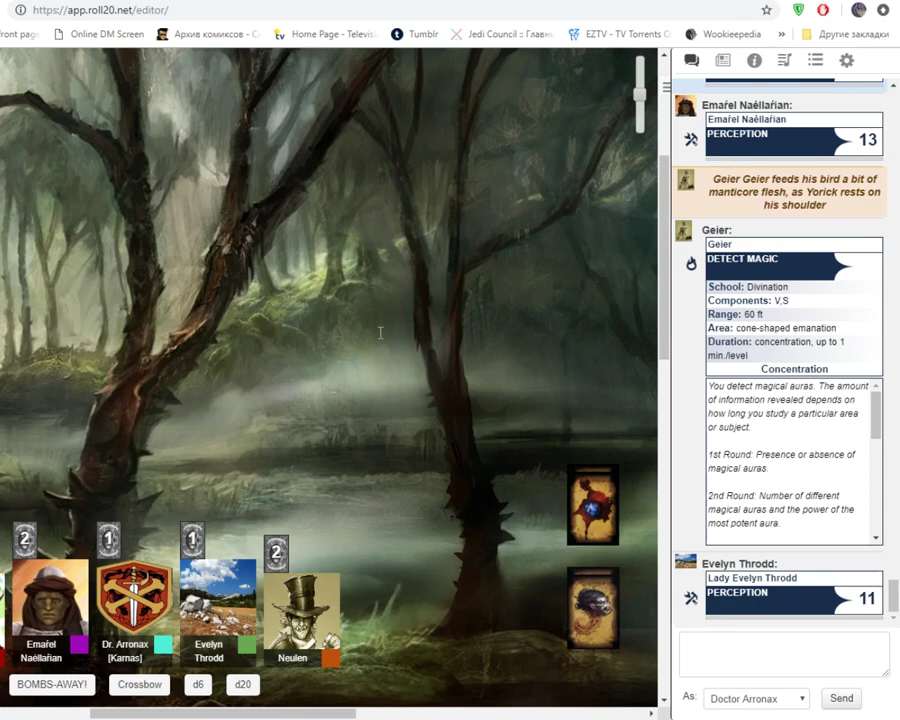 https://app.roll20.net/editor/
ront page
Online DM Screen
Архив комиксов - С
Home Page - Televis
Tumblr
Jedi Council :: Главн
EZTV - TV Torrents O
Wookieepedia
»
Другие закладки
Emaŕel Naéllaŕian:
Emaŕel Naéllaŕian
PERCEPTION
13
Geier Geier feeds his bird a bit of
manticore flesh, as Yorick rests on
his shoulder
Geier:
Geier
DETECT MAGIC
School: Divination
Components: V,S
Range: 60 ft
Area: cone-shaped emanation
Duration: concentration, up to 1
min./level
Concentration
You detect magical auras. The amount
of information revealed depends on
how long you study a particular area
or subject.
1st Round: Presence or absence of
magical auras.
2nd Round: Number of different
magical auras and the power of the
most potent aura.
Evelyn Throdd:
Lady Evelyn Throdd
PERCEPTION
11
2
1
1
2
Emaŕel
Naéllaŕian
Dr. Arronax
[Karnas]
Evelyn
Throdd
Neulen
BOMBS-AWAY!
Crossbow
d6
d20
As:
Doctor Arronax
Send